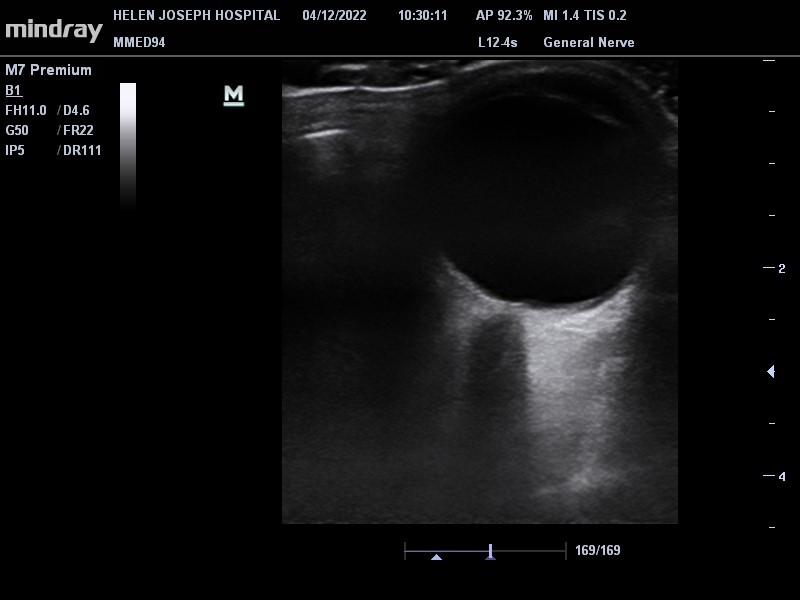 mindray
HELEN JOSEPH HOSPITAL 04/12/2022 10:30:11 AP 92.3% MI 1.4 TIS 0.2
MMED94 L12-4s General Nerve
M7 Premium
B1
FH11.0 /D4.6
G50 /FR22
IP5 /DR111
M
2
4
169/169